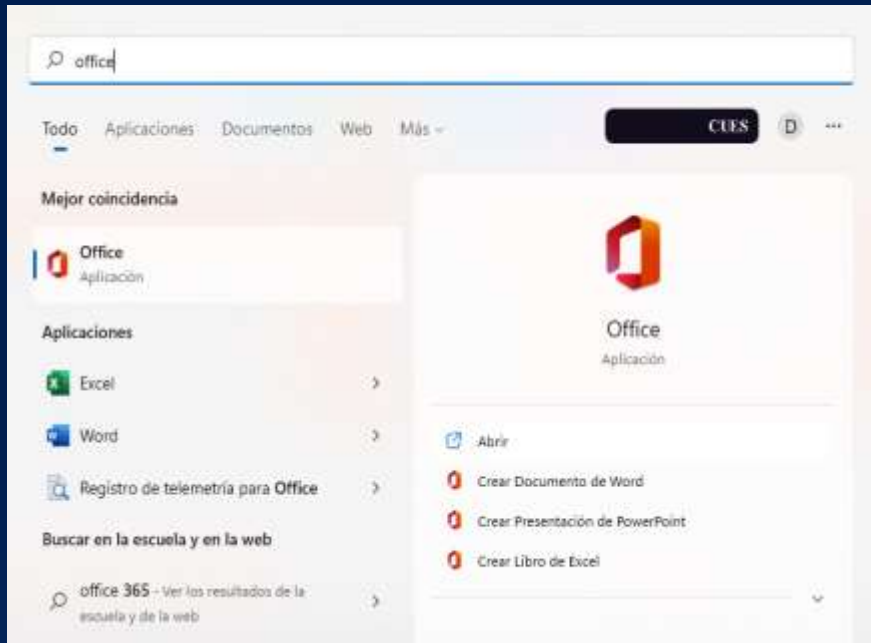 office
Todo Aplicaciones Documentos Web Más
CUES D ...
Mejor coincidencia
Office
Aplicación
Aplicaciones
Excel
Word
Registro de telemetría para Office
Buscar en la escuela y en la web
office 365 - Ver los resultados de la
escuela y de la web
Office
Aplicación
Abrir
Crear Documento de Word
Crear Presentación de PowerPoint
Crear Libro de Excel